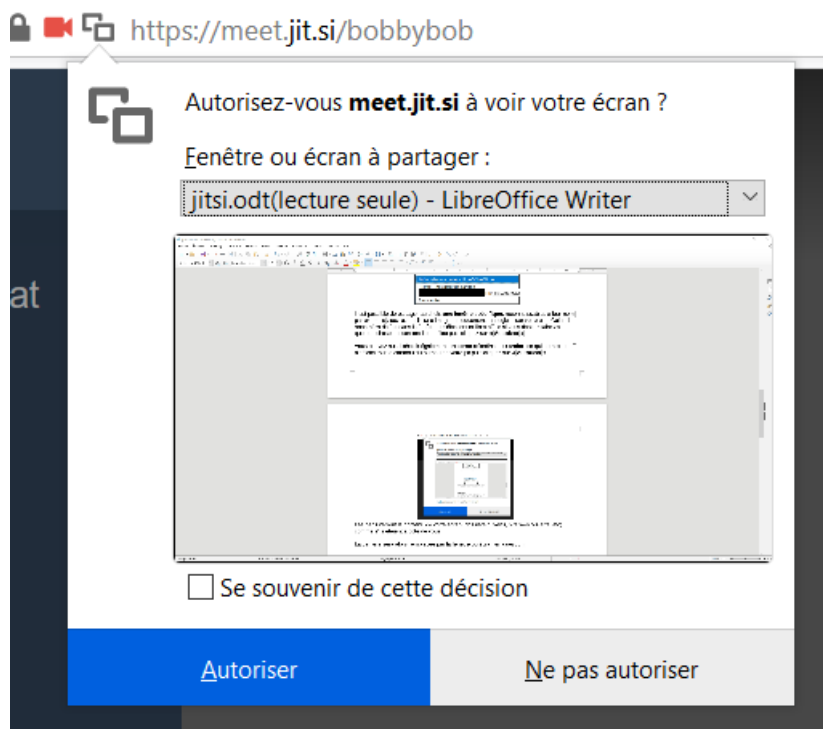 https://meet.jit.si/bobbybob
Autorisez-vous meet.jit.si à voir votre écran ?
Fenêtre ou écran à partager :
jitsi.odt(lecture seule) - LibreOffice Writer
at
Se souvenir de cette décision
Autoriser
Ne pas autoriser